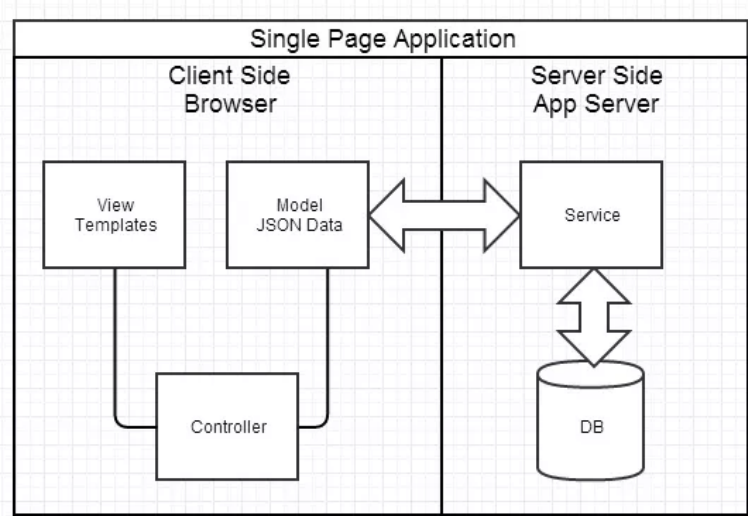 Single Page Application
Client Side
Browser
Server Side
App Server
View
Templates
Model
JSON Data
Service
Controller
DB